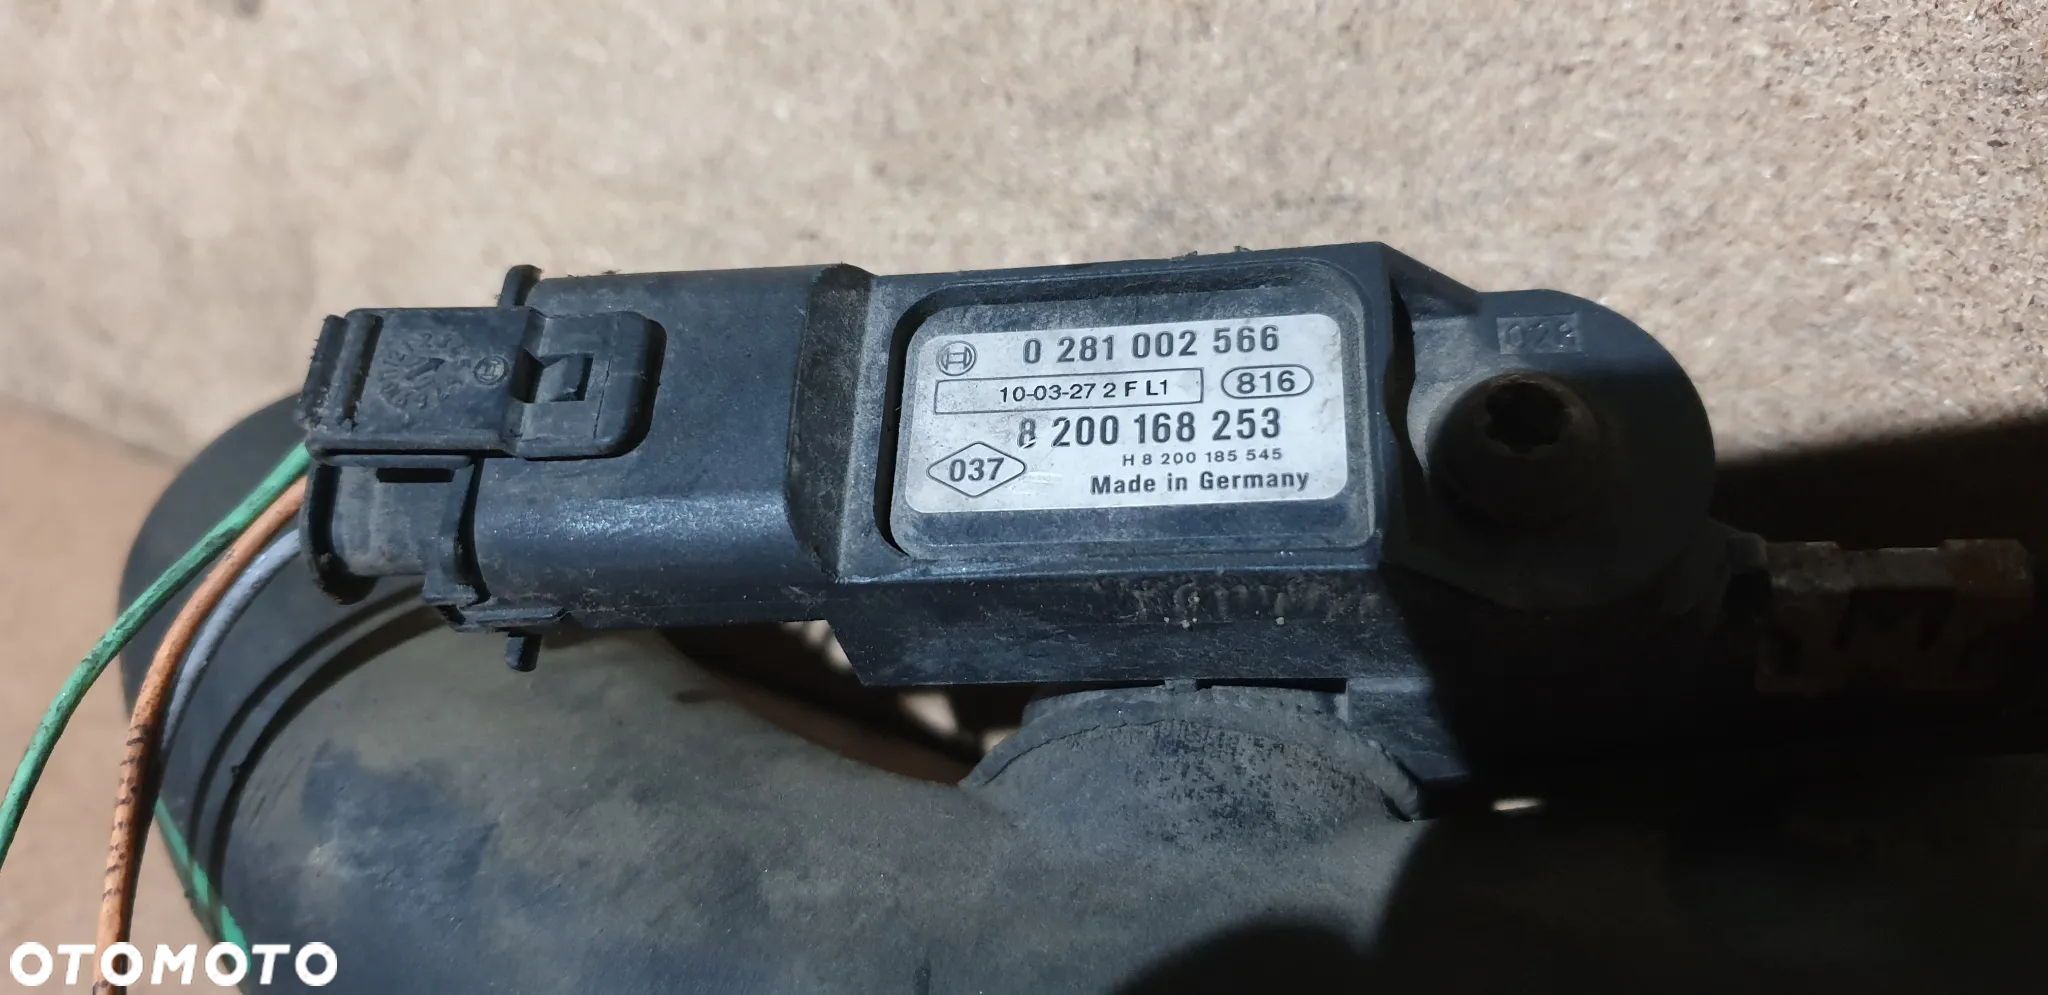 0 281 002 566
10-03-27 2 F L1
816
8 200 168 253
037
H 8 200 185 545
Made in Germany
OTOMOTO